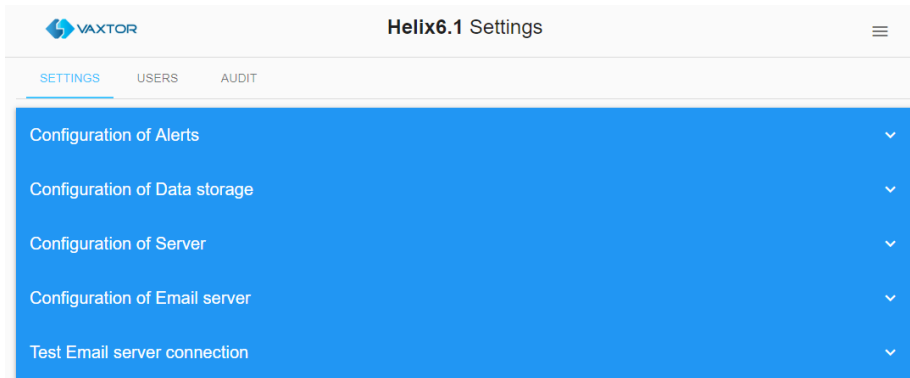 VAXTOR
Helix6.1 Settings
SETTINGS USERS AUDIT
Configuration of Alerts
Configuration of Data storage
Configuration of Server
Configuration of Email server
Test Email server connection